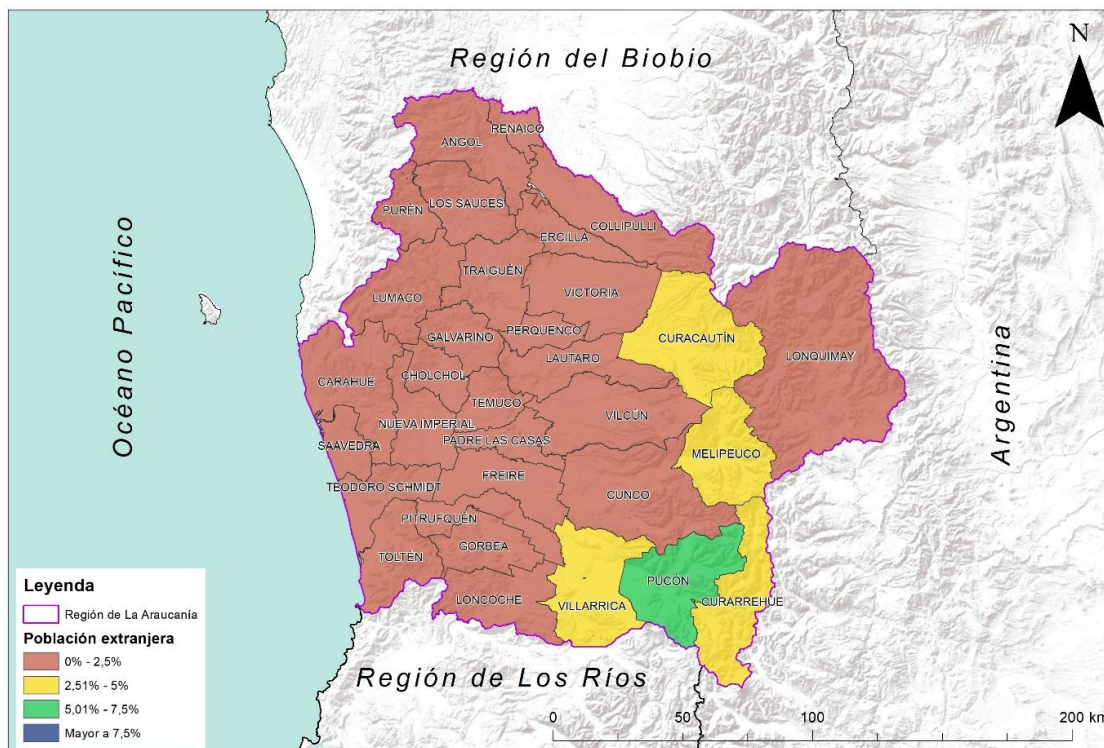 Región del Biobio
N
RENAICO
ANGOL
LOS SAUCES
PURÉN
COLLIPULLI
ERCILLA
TRAIGUÉN
VICTORIA
LUMACO
PERQUENCO
GALVARINO
CURACAUTÍN
LAUTARO
LONQUIMAY
CARAHUE
CHOLCHOL
TEMUCO
VILCÚN
NUEVA IMPERIAL
PADRE LAS CASAS
SAAVEDRA
MELIPEUCO
FREIRE
TEODORO SCHMIDT
CUNCO
PITRUFQUÉN
GORBEA
TOLTÉN
PUCÓN
LONCOCHE
VILLARRICA
CURARREHUE
Océano Pacífico
Argentina
Región de Los Ríos
Leyenda
Región de La Araucanía
Población extranjera
0% - 2,5%
2,51% - 5%
5,01% - 7,5%
Mayor a 7,5%
0 50 100 200 km